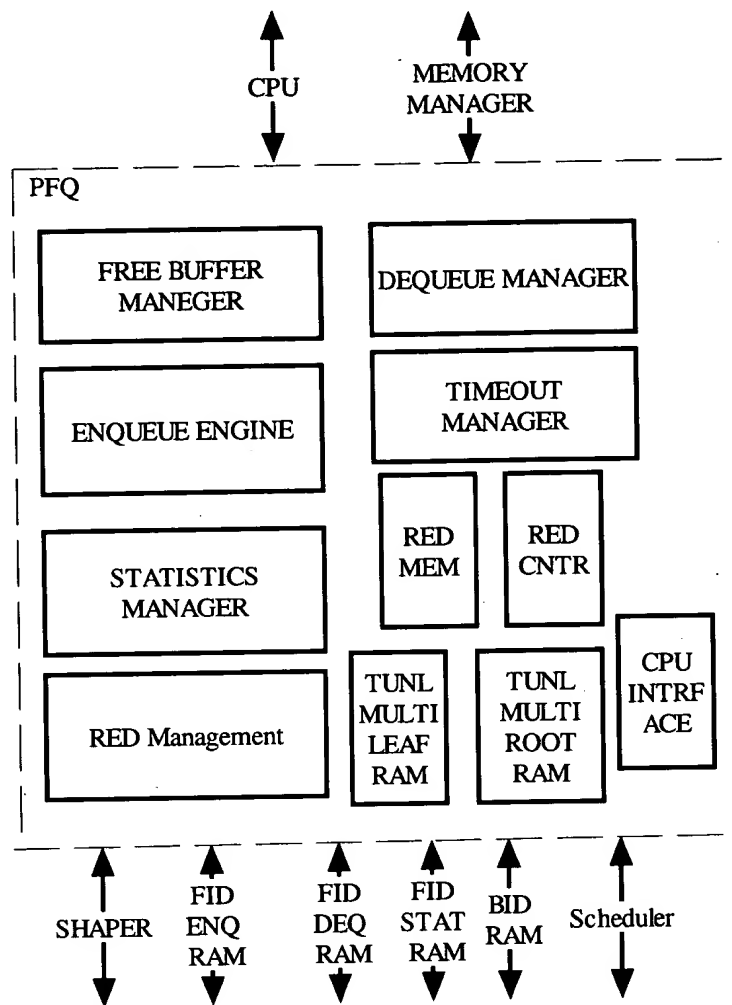 CPU
MEMORY
MANAGER
PFQ
FREE BUFFER
MANEGER
DEQUEUE MANAGER
ENQUEUE ENGINE
TIMEOUT
MANAGER
RED
MEM
RED
CNTR
STATISTICS
MANAGER
RED Management
TUNL
MULTI
LEAF
RAM
TUNL
MULTI
ROOT
RAM
CPU
INTRF
ACE
SHAPER
FID
ENQ
RAM
FID
DEQ
RAM
FID
STAT
RAM
BID
RAM
Scheduler